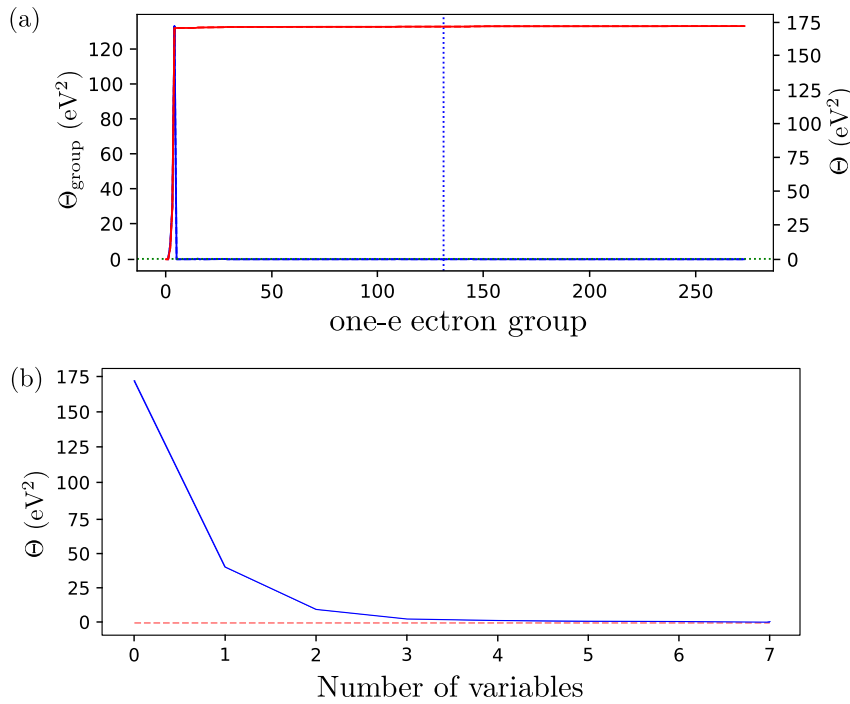 (a)
Θgroup (eV²)
120
100
80
60
40
20
0
175
150
125
100
75
50
25
0
Θ (eV²)
0 50 100 150 200 250
one-e ectron group
(b)
Θ (eV²)
175
150
125
100
75
50
25
0
0 1 2 3 4 5 6 7
Number of variables